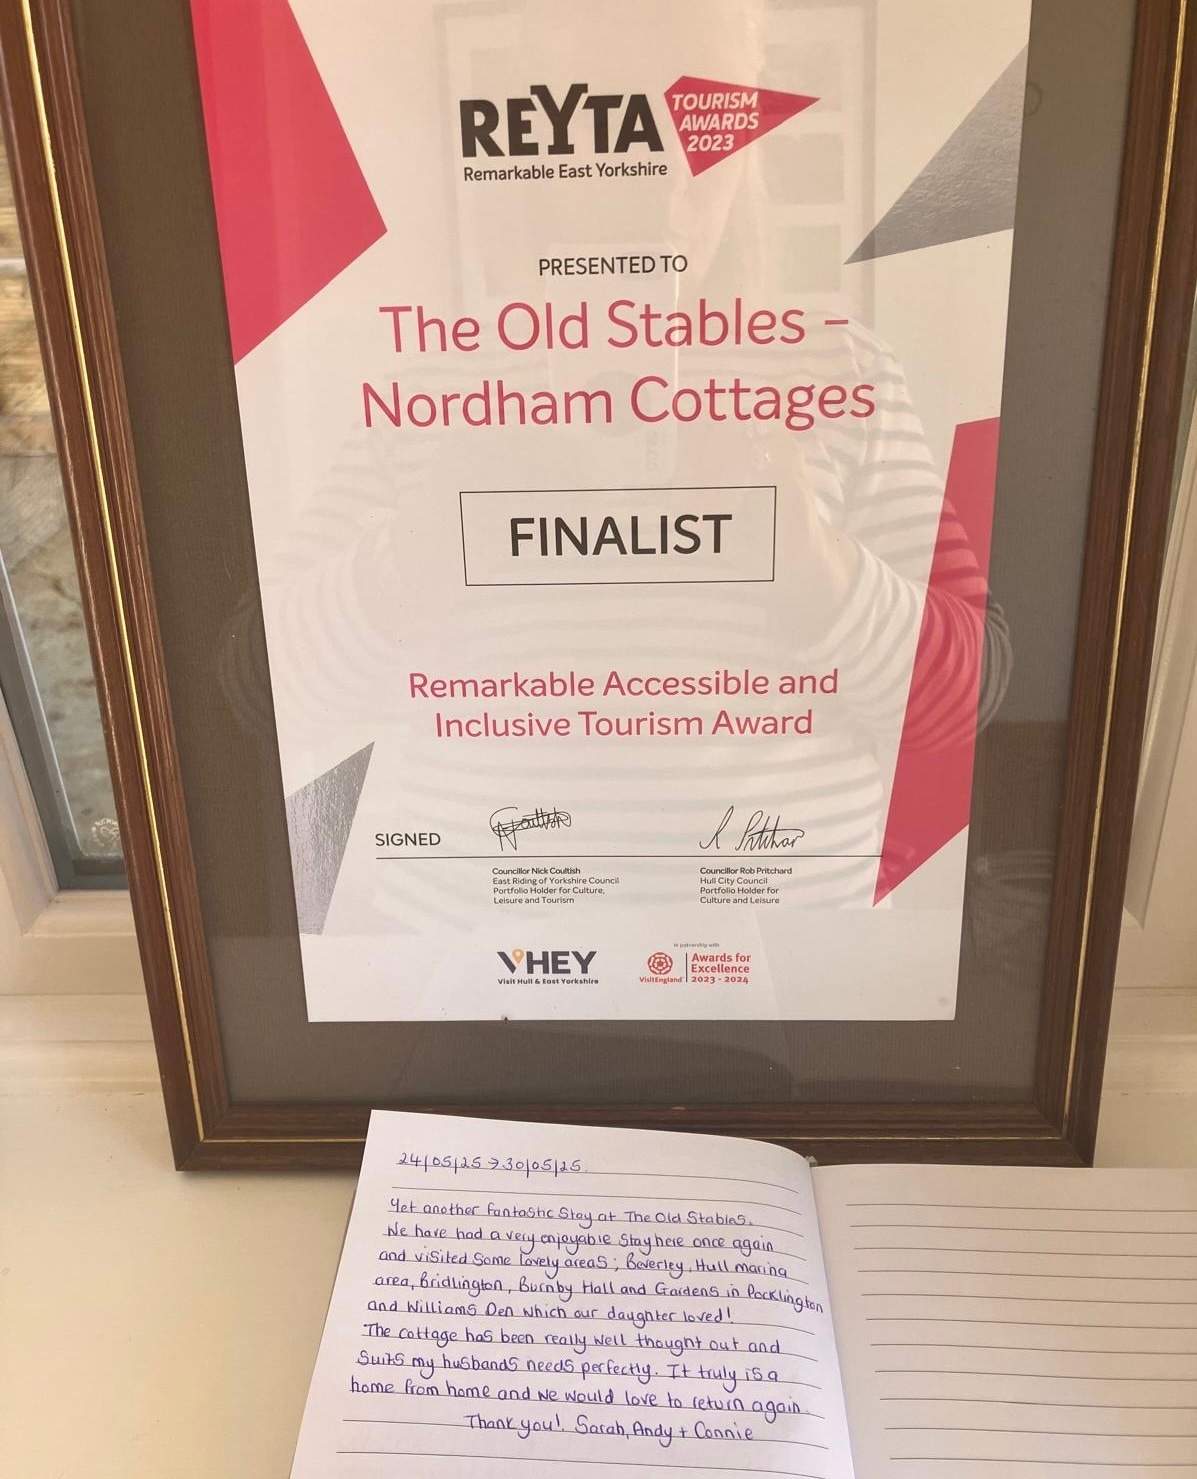 REYTA
Remarkable East Yorkshire
TOURISM
AWARDS
2023
PRESENTED TO
The Old Stables –
Nordham Cottages
FINALIST
Remarkable Accessible and
Inclusive Tourism Award
SIGNED
Councillor Nick Coultish
East Riding of Yorkshire Council
Portfolio Holder for Culture,
Leisure and Tourism
R Pritchard
Councillor Rob Pritchard
Hull City Council
Portfolio Holder for
Culture and Leisure
VHEY
Visit Hull & East Yorkshire
In partnership with
VisitEngland
Awards for
Excellence
2023 - 2024
24/05/25 → 30/05/25.
Yet another fantastic stay at The Old Stables.
We have had a very enjoyable stay here once again
and visited some lovely areas; Beverley, Hull marina
area, Bridlington, Burnby Hall and Gardens in Pocklington
and Williams Den which our daughter loved!
The cottage has been really well thought out and
suits my husbands needs perfectly. It truly is a
home from home and we would love to return again.
Thank you!. Sarah, Andy + Connie